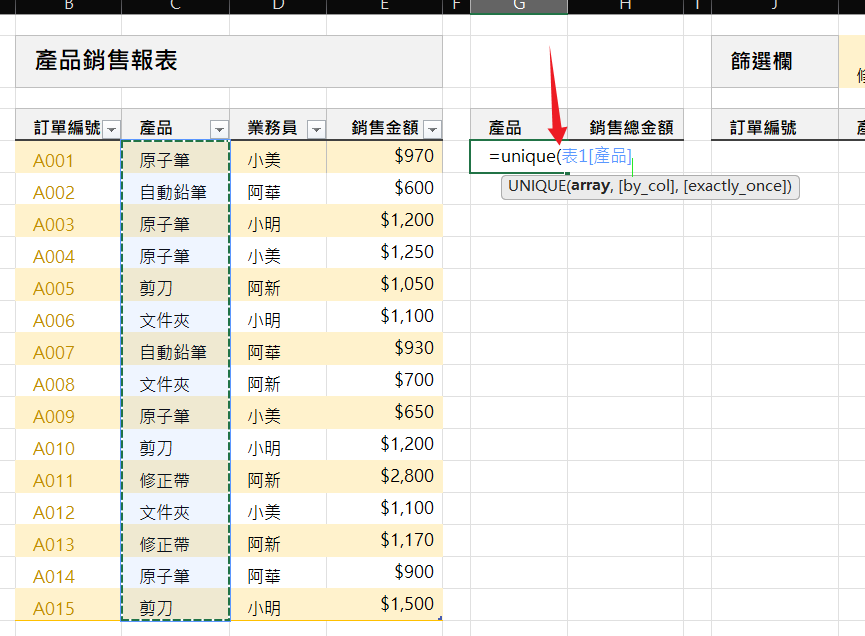 B C D E F G H I J
產品銷售報表 篩選欄
訂單編號 產品 業務員 銷售金額 產品 銷售總金額 訂單編號
A001 原子筆 小美 $970 =unique(表1[產品]
A002 自動鉛筆 阿華 $600 UNIQUE(array, [by_col], [exactly_once])
A003 原子筆 小明 $1,200
A004 原子筆 小美 $1,250
A005 剪刀 阿新 $1,050
A006 文件夾 小明 $1,100
A007 自動鉛筆 阿華 $930
A008 文件夾 阿新 $700
A009 原子筆 小美 $650
A010 剪刀 小明 $1,200
A011 修正帶 阿新 $2,800
A012 文件夾 小美 $1,100
A013 修正帶 阿新 $1,170
A014 原子筆 阿華 $900
A015 剪刀 小明 $1,500